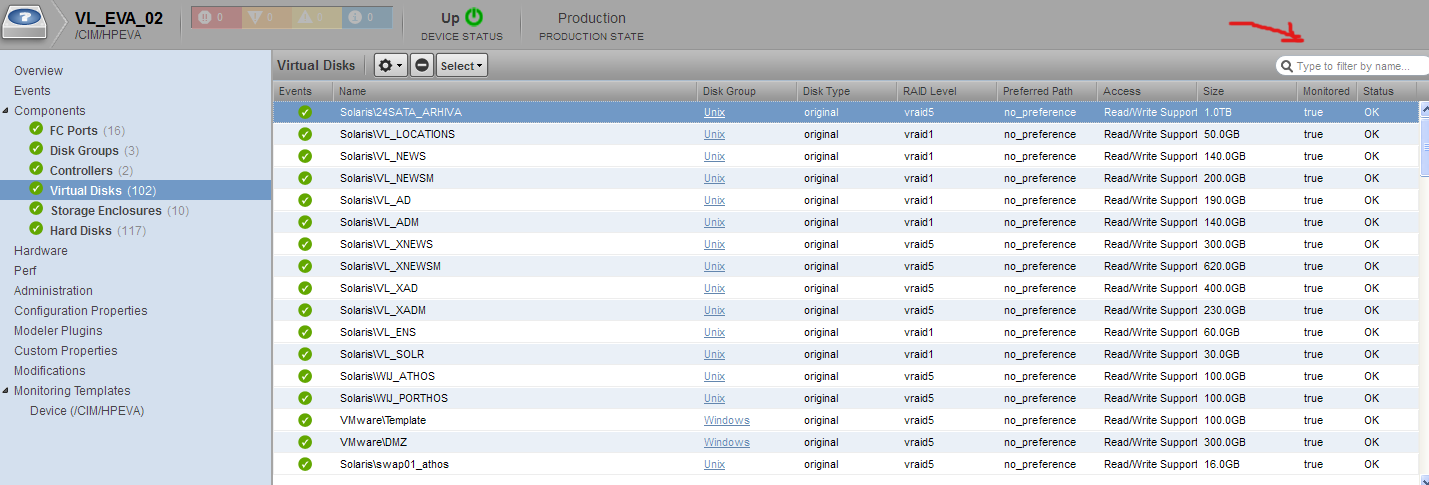 VL_EVA_02
/CIM/HPEVA
0 0 0 0
Up
DEVICE STATUS
Production
PRODUCTION STATE
Overview
Events
Components
FC Ports (16)
Disk Groups (3)
Controllers (2)
Virtual Disks (102)
Storage Enclosures (10)
Hard Disks (117)
Hardware
Perf
Administration
Configuration Properties
Modeler Plugins
Custom Properties
Modifications
Monitoring Templates
Device (/CIM/HPEVA)
Virtual Disks Select Type to filter by name...
Events Name Disk Group Disk Type RAID Level Preferred Path Access Size Monitored Status
Solaris\24SATA_ARHIVA Unix original vraid5 no_preference Read/Write Support 1.0TB true OK
Solaris\VL_LOCATIONS Unix original vraid1 no_preference Read/Write Support 50.0GB true OK
Solaris\VL_NEWS Unix original vraid1 no_preference Read/Write Support 140.0GB true OK
Solaris\VL_NEWSM Unix original vraid1 no_preference Read/Write Support 200.0GB true OK
Solaris\VL_AD Unix original vraid1 no_preference Read/Write Support 190.0GB true OK
Solaris\VL_ADM Unix original vraid1 no_preference Read/Write Support 140.0GB true OK
Solaris\VL_XNEWS Unix original vraid5 no_preference Read/Write Support 300.0GB true OK
Solaris\VL_XNEWSM Unix original vraid5 no_preference Read/Write Support 620.0GB true OK
Solaris\VL_XAD Unix original vraid5 no_preference Read/Write Support 400.0GB true OK
Solaris\VL_XADM Unix original vraid5 no_preference Read/Write Support 230.0GB true OK
Solaris\VL_ENS Unix original vraid1 no_preference Read/Write Support 60.0GB true OK
Solaris\VL_SOLR Unix original vraid1 no_preference Read/Write Support 30.0GB true OK
Solaris\WIJ_ATHOS Unix original vraid5 no_preference Read/Write Support 100.0GB true OK
Solaris\WIJ_PORTHOS Unix original vraid5 no_preference Read/Write Support 100.0GB true OK
VMware\Template Windows original vraid5 no_preference Read/Write Support 100.0GB true OK
VMware\DMZ Windows original vraid5 no_preference Read/Write Support 300.0GB true OK
Solaris\swap01_athos Unix original vraid5 no_preference Read/Write Support 16.0GB true OK